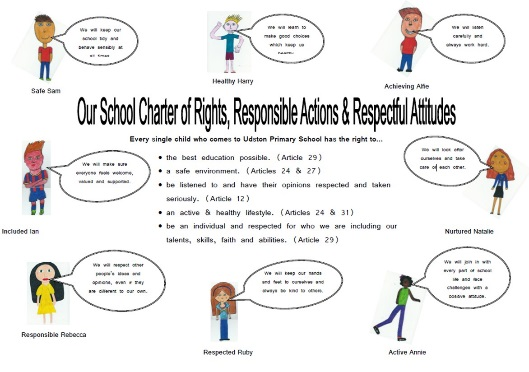 We will keep our
school tidy and
behave sensibly at
all times
Safe Sam
We will learn to
make good choices
which keep us
healthy
Healthy Harry
We will listen
carefully and
always work hard.
Achieving Alfie
Our School Charter of Rights, Responsible Actions & Respectful Attitudes
Every single child who comes to Udston Primary School has the right to...
• the best education possible. (Article 29)
• a safe environment. (Articles 24 & 27)
• be listened to and have their opinions respected and taken
seriously. (Article 12)
• an active & healthy lifestyle. (Articles 24 & 31)
• be an individual and respected for who we are including our
talents, skills, faith and abilities. (Article 29)
We will make sure
everyone feels welcome,
valued and supported.
Included Ian
We will look after
ourselves and take
care of each other.
Nurtured Natalie
We will respect other
people's ideas and
opinions, even if they
are different to our own.
Responsible Rebecca
We will keep our hands
and feet to ourselves and
always be kind to others.
Respected Ruby
We will join in with
every part of school
life and face
challenges with a
positive attitude.
Active Annie